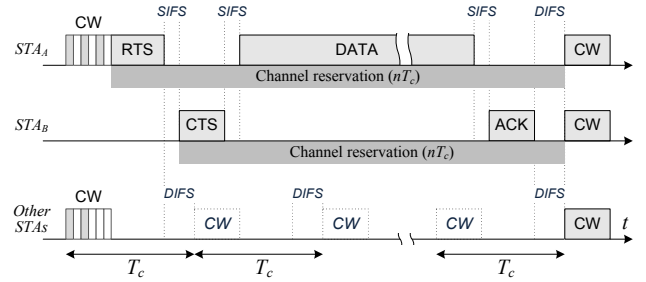 SIFS SIFS SIFS DIFS
CW
STA_A RTS DATA CW
Channel reservation (nT_c)
STA_B CTS ACK CW
Channel reservation (nT_c)
CW DIFS DIFS DIFS
Other
STAs CW CW CW CW t
T_c T_c T_c